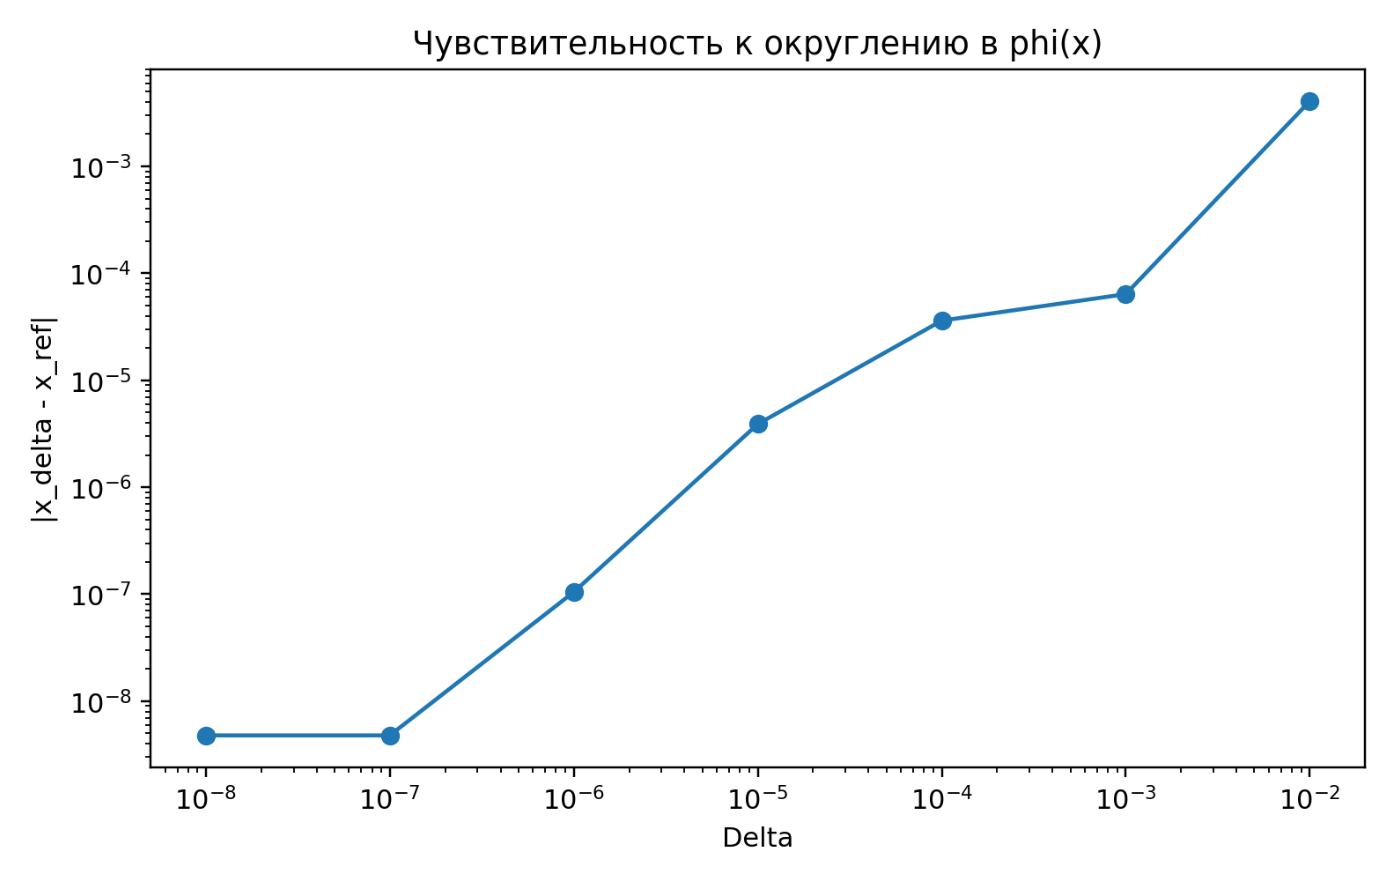 Чувствительность к округлению в phi(x)
|x_delta - x_ref|
10⁻³
10⁻⁴
10⁻⁵
10⁻⁶
10⁻⁷
10⁻⁸
10⁻⁸ 10⁻⁷ 10⁻⁶ 10⁻⁵ 10⁻⁴ 10⁻³ 10⁻²
Delta